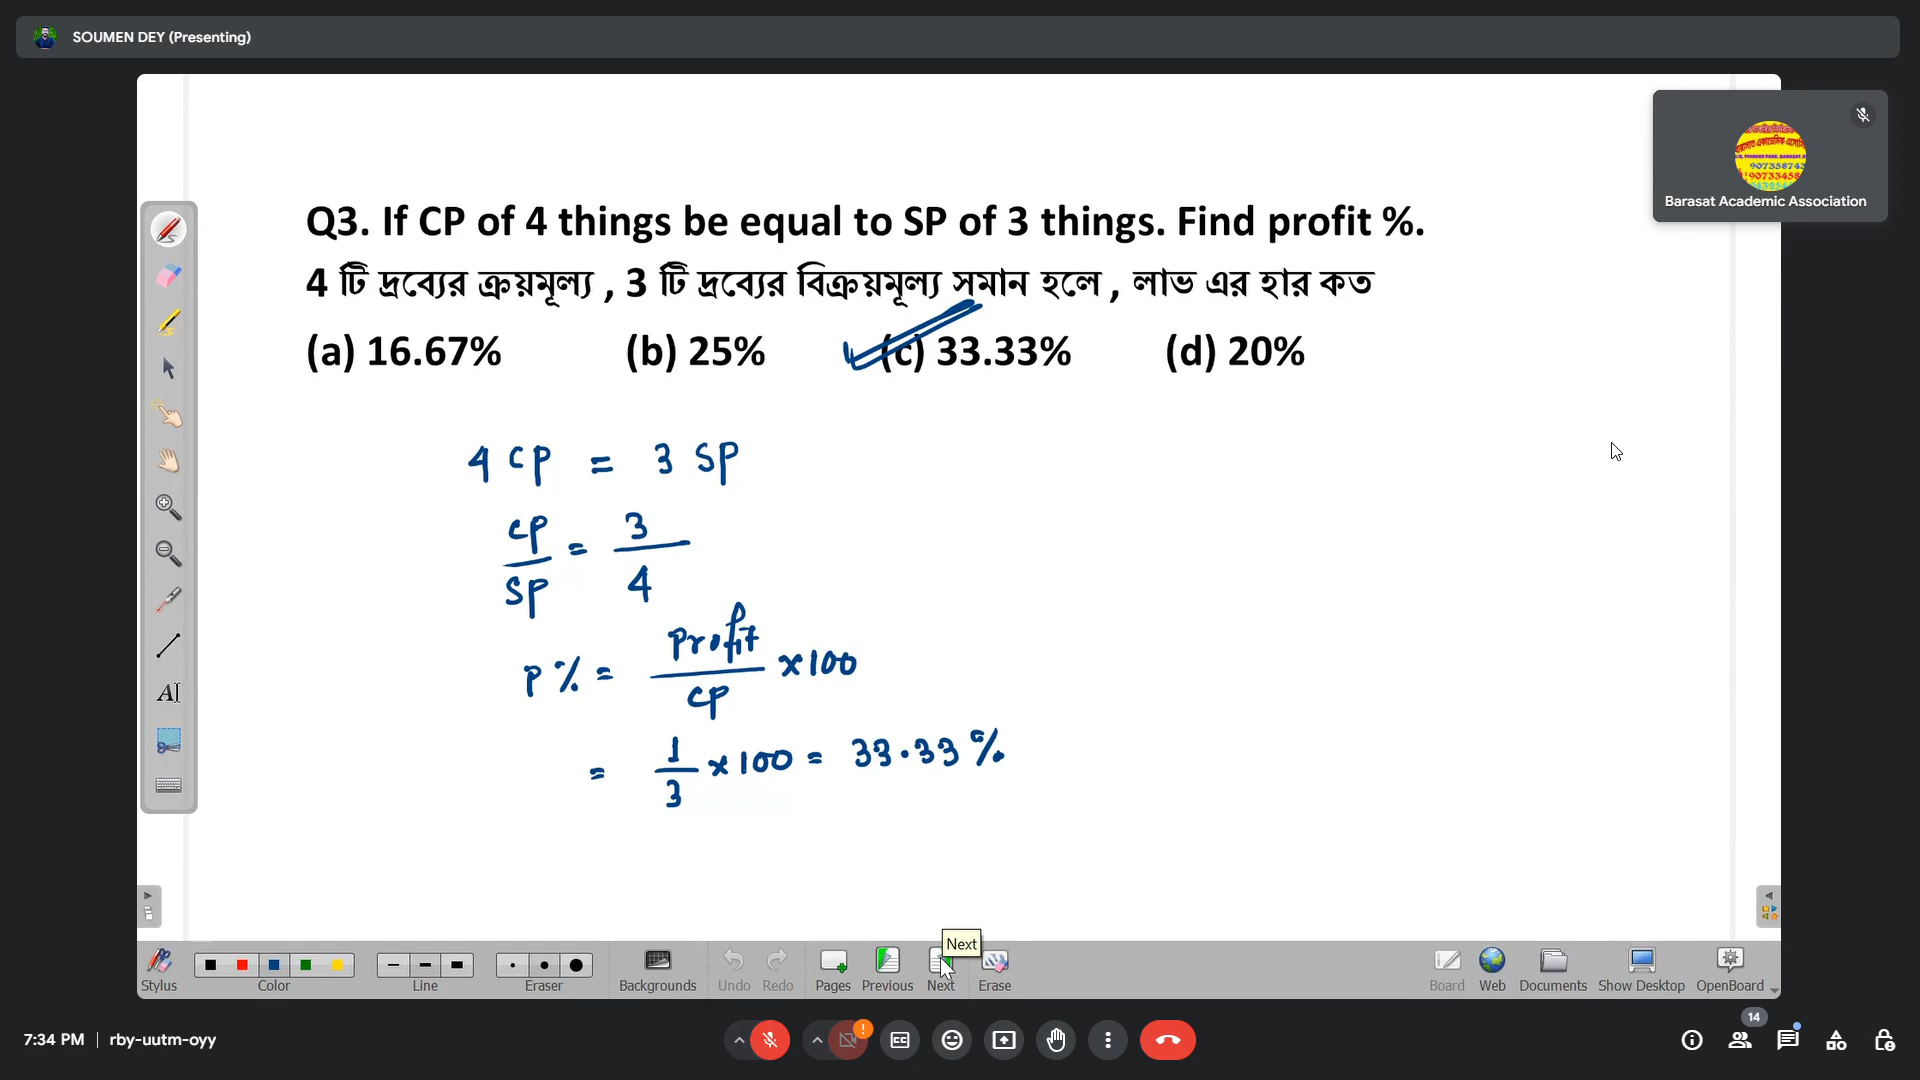 SOUMEN DEY (Presenting)
Barasat Academic Association
Q3. If CP of 4 things be equal to SP of 3 things. Find profit %.
4 টি দ্রব্যের ক্রয়মূল্য , 3 টি দ্রব্যের বিক্রয়মূল্য সমান হলে , লাভ এর হার কত
(a) 16.67% (b) 25% (c) 33.33% (d) 20%
4 CP = 3 SP
CP/SP = 3/4
P % = Profit/CP × 100
= 1/3 × 100 = 33.33 %
Next
Stylus Color Line Eraser Backgrounds Undo Redo Pages Previous Next Erase Board Web Documents Show Desktop OpenBoard
14
7:34 PM | rby-uutm-oyy